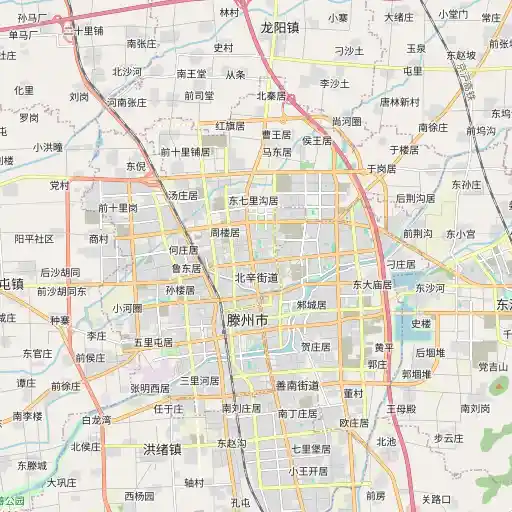 孙马厂
林村
龙阳镇
小寨
大绪庄
小堂门
常庄
单马厂
十里铺
南张庄
史村
刁沙土
玉泉
东赵坡
前张
化里
北沙河
南王堂
从条
屯里
京沪高铁
刘岗
河南张庄
前司堂
北秦居
李沙土
唐林新村
罗岗
红旗居
尚河圈
南徐庄
前坞沟
曹王居
侯王居
小洪疃
前十里铺居
马东居
于楼居
东倪
于岗居
党村
汤庄居
东七里沟居
后荆沟居
东孙庄
前十里岗
周楼居
前荆沟
东小宫
阳平社区
商村
何庄居
后沙胡同
鲁东居
北辛街道
刁庄居
屯镇
前沙胡同东
孙楼居
东大庙居
东沙河
小河圈
邾城居
种寨
滕州市
史楼
李庄
五里屯居
贺庄居
黄平
东官庄
前侯庄
郭庄
后堌堆
党吉山
谭庄
前徐庄
张明西居
三里河居
善南街道
郭堌堆
董村
南李楼
任于庄
南刘庄居
南丁庄居
王母殿
南刘岗
白龙湾
欧庄居
步云庄
北侯庄
洪绪镇
东赵沟
七里堡居
北池
东滕城
小王开居
大巩庄
轴村
西杨园
孔屯
前房
关路口